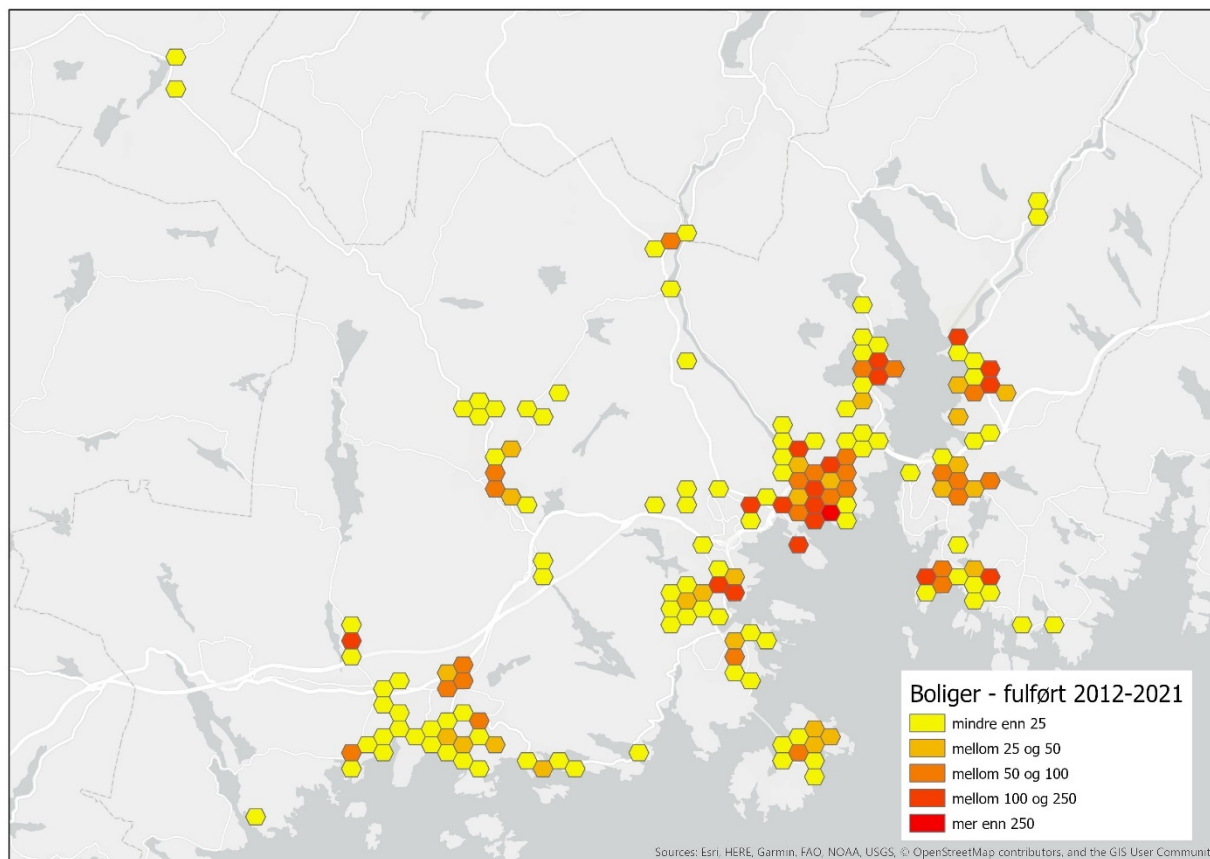 Boliger - fulført 2012-2021
mindre enn 25
mellom 25 og 50
mellom 50 og 100
mellom 100 og 250
mer enn 250
Sources: Esri, HERE, Garmin, FAO, NOAA, USGS, © OpenStreetMap contributors, and the GIS User Communit